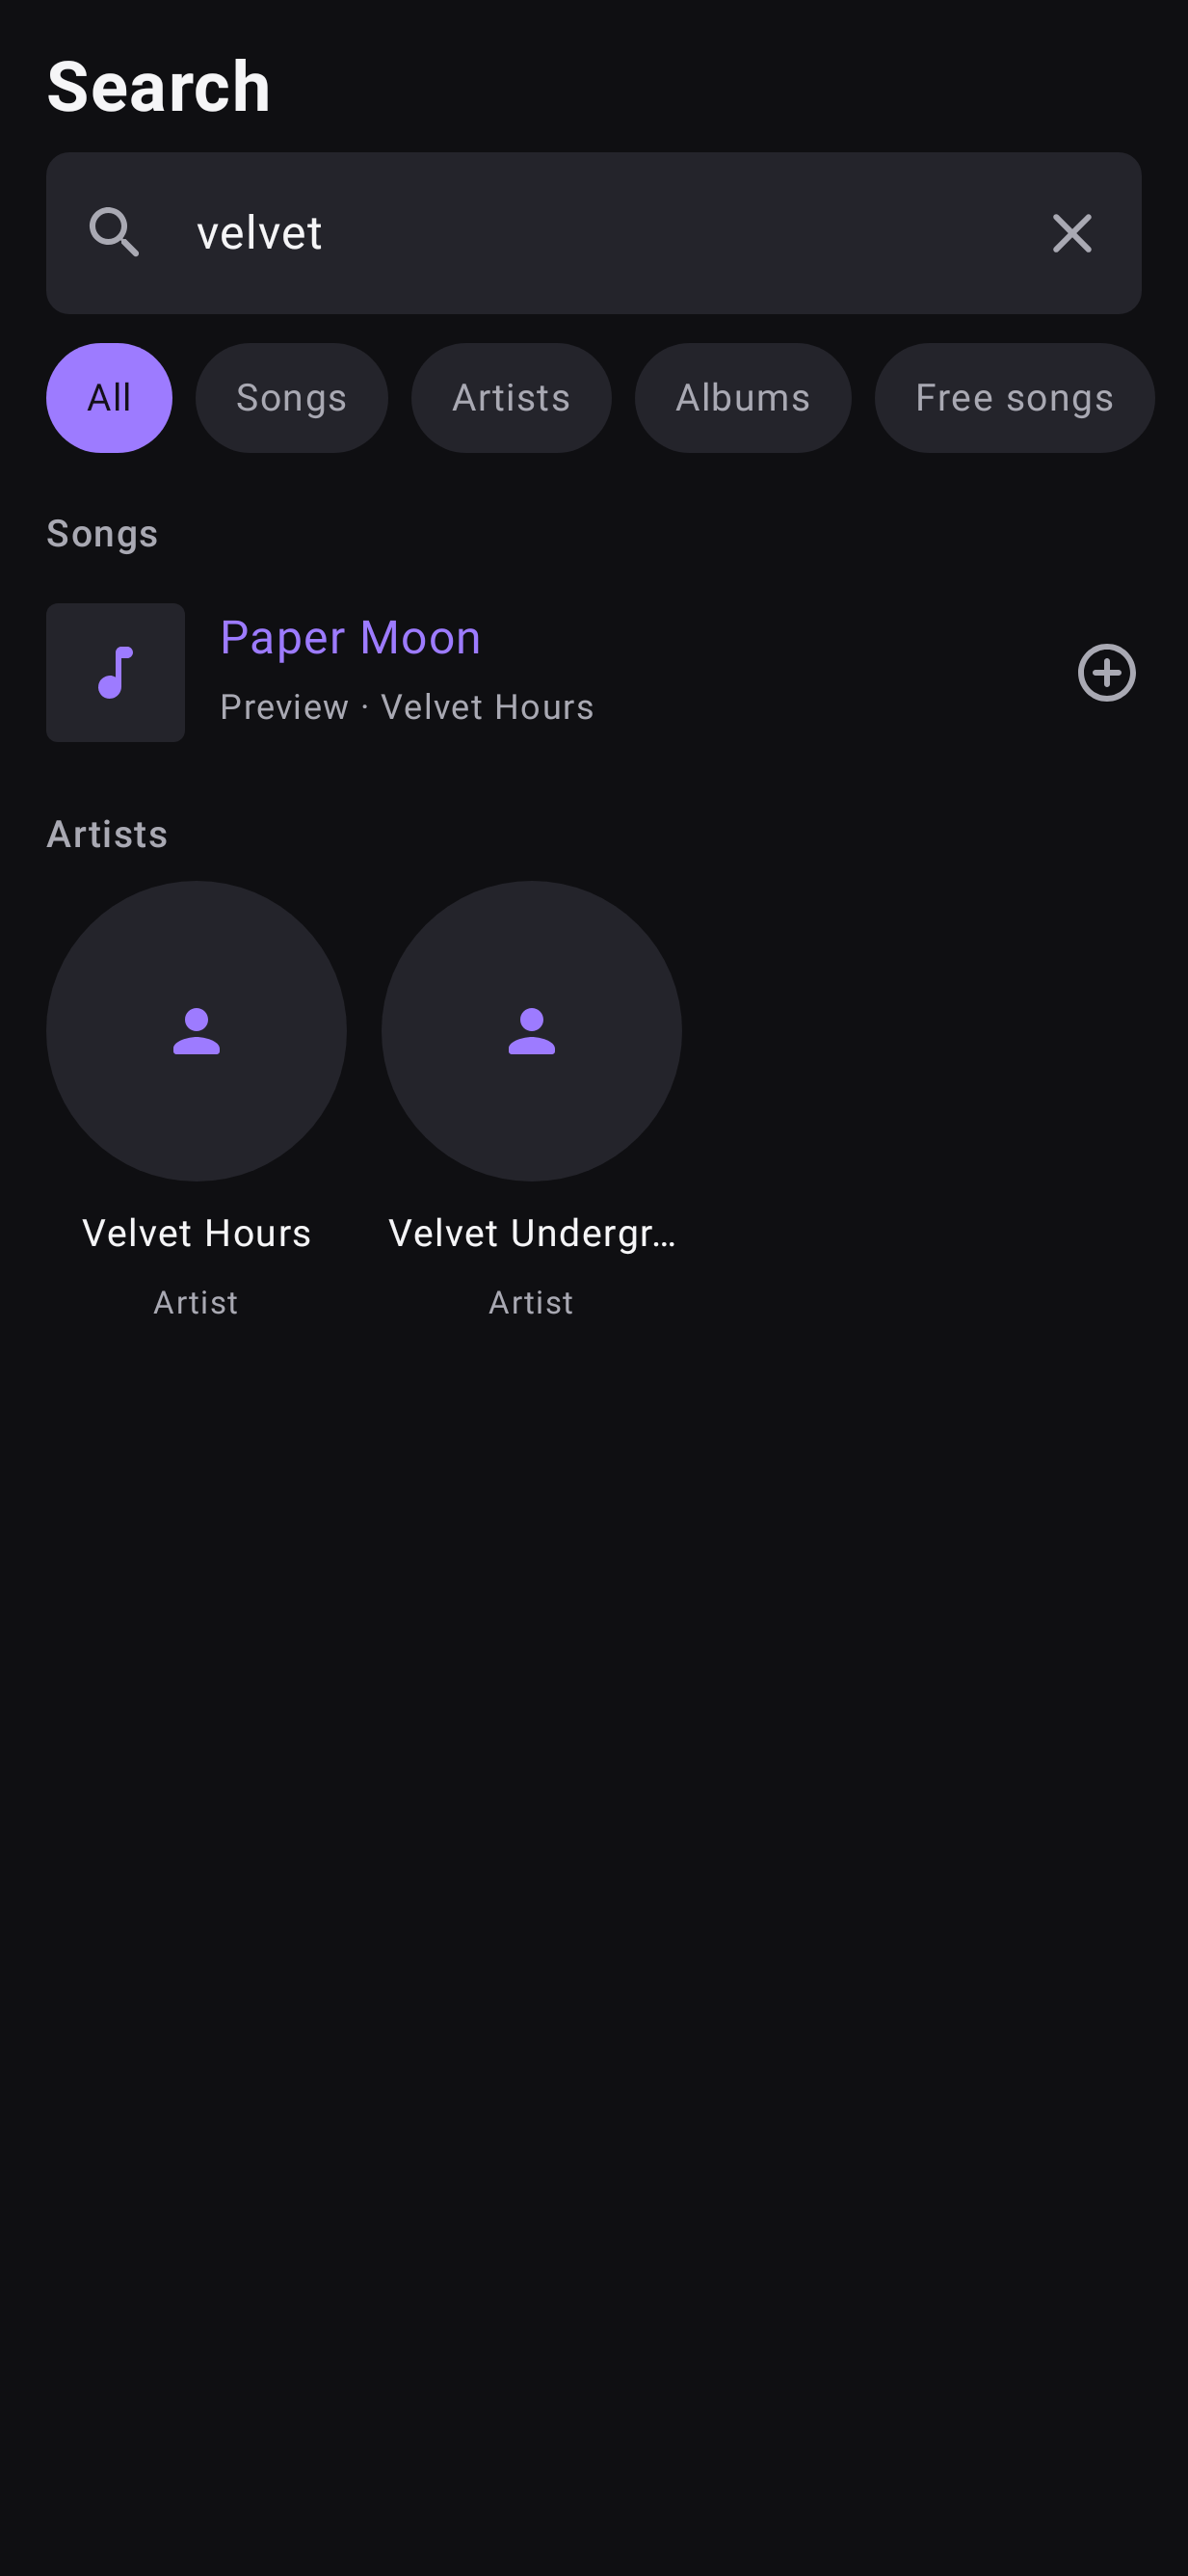 Search
velvet
All Songs Artists Albums Free songs
Songs
Paper Moon
Preview · Velvet Hours
Artists
Velvet Hours Velvet Undergr…
Artist Artist